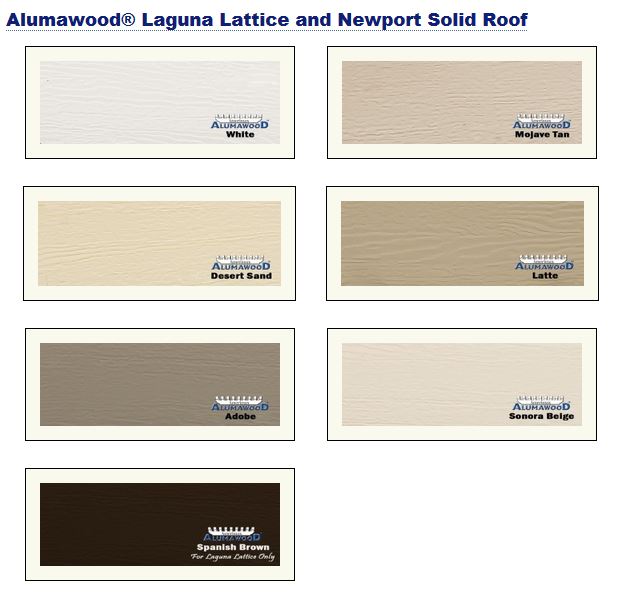 Alumawood® Laguna Lattice and Newport Solid Roof
ALUMAWOOD
White
ALUMAWOOD
Mojave Tan
ALUMAWOOD
Desert Sand
ALUMAWOOD
Latte
ALUMAWOOD
Adobe
ALUMAWOOD
Sonora Beige
ALUMAWOOD
Spanish Brown
For Laguna Lattice Only